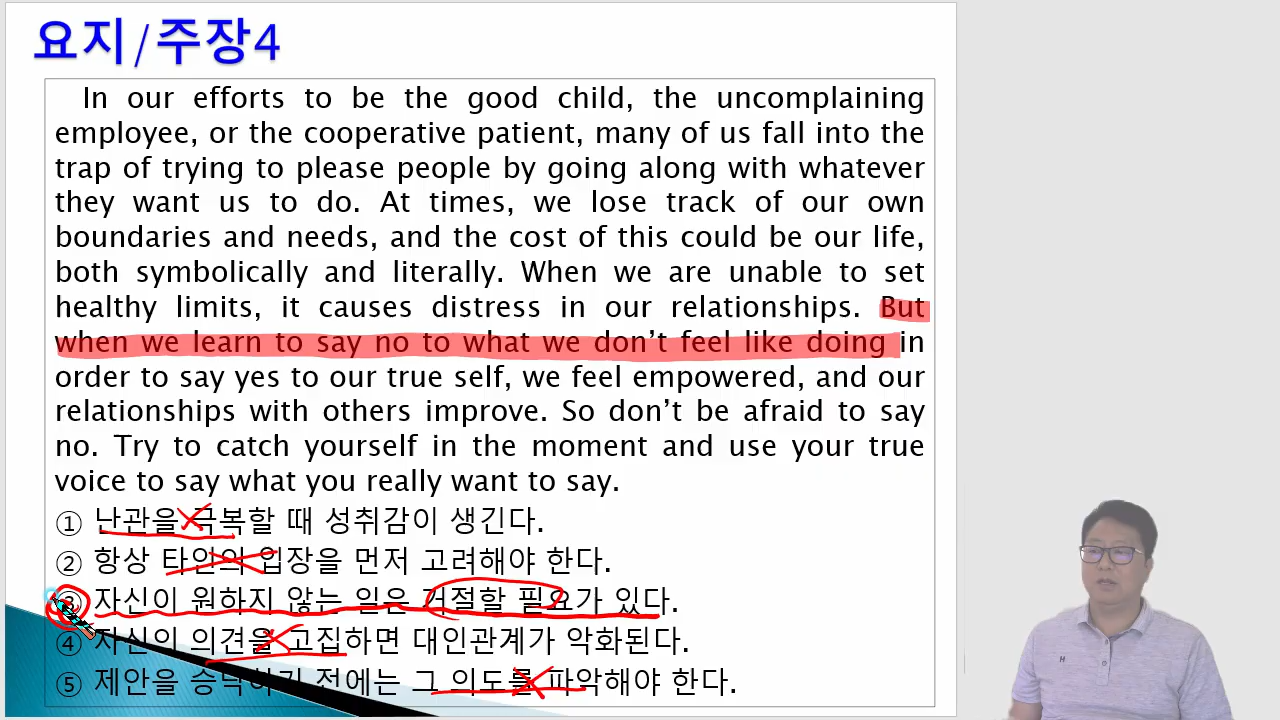 요지/주장4
In our efforts to be the good child, the uncomplaining
employee, or the cooperative patient, many of us fall into the
trap of trying to please people by going along with whatever
they want us to do. At times, we lose track of our own
boundaries and needs, and the cost of this could be our life,
both symbolically and literally. When we are unable to set
healthy limits, it causes distress in our relationships. But
when we learn to say no to what we don't feel like doing in
order to say yes to our true self, we feel empowered, and our
relationships with others improve. So don't be afraid to say
no. Try to catch yourself in the moment and use your true
voice to say what you really want to say.
① 난관을 극복할 때 성취감이 생긴다.
② 항상 타인의 입장을 먼저 고려해야 한다.
③ 자신이 원하지 않는 일은 거절할 필요가 있다.
④ 자신의 의견을 고집하면 대인관계가 악화된다.
⑤ 제안을 승낙하기 전에는 그 의도를 파악해야 한다.
H